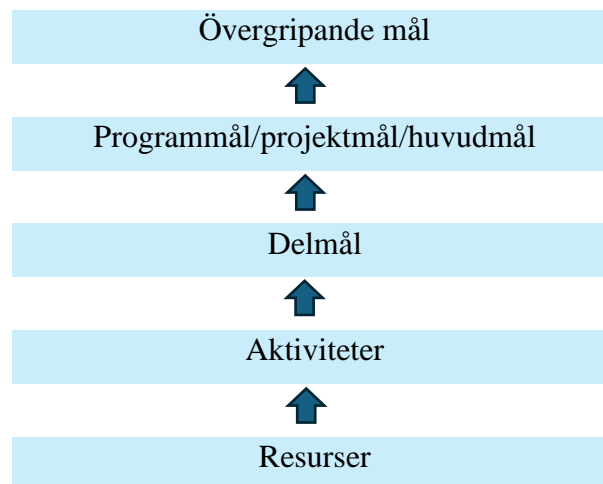 Övergripande mål
Programmål/projektmål/huvudmål
Delmål
Aktiviteter
Resurser